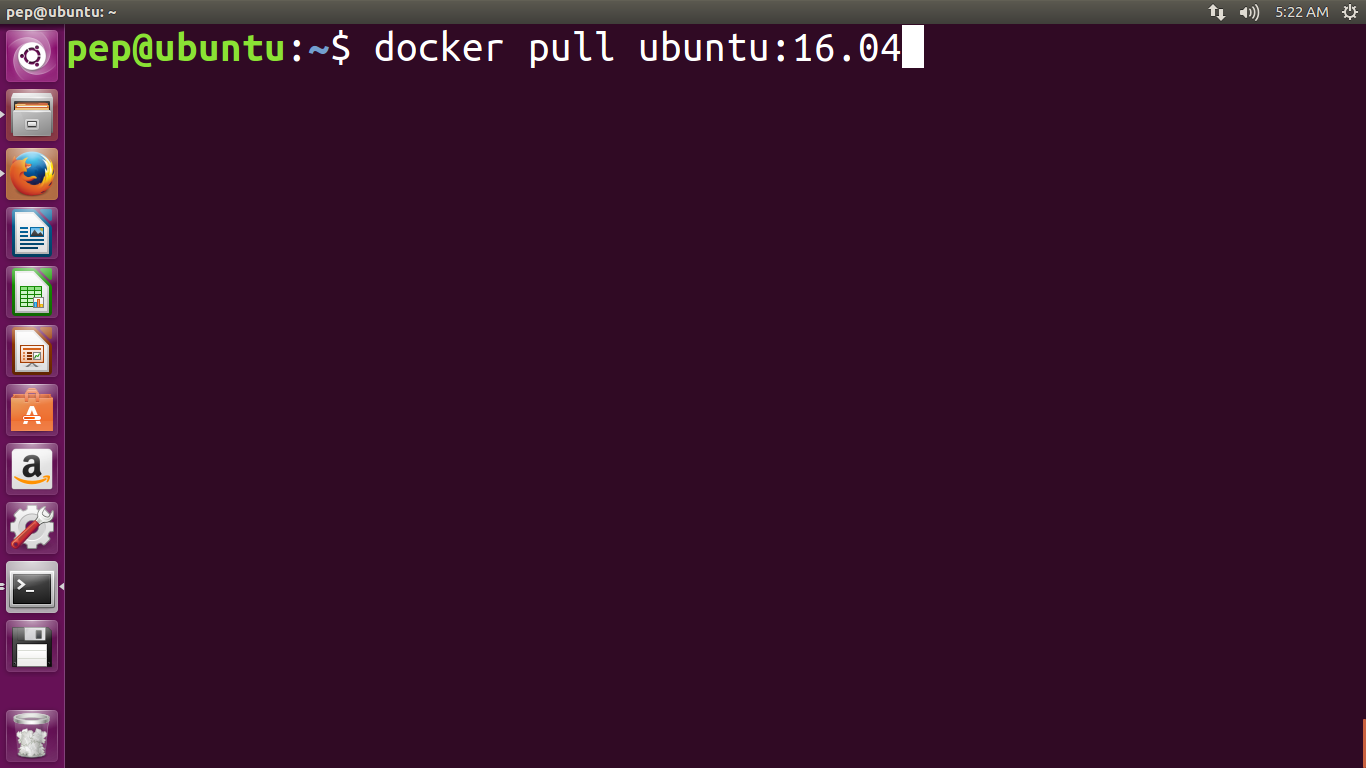 pep@ubuntu: ~
5:22 AM
pep@ubuntu:~$ docker pull ubuntu:16.04
A
a
>_